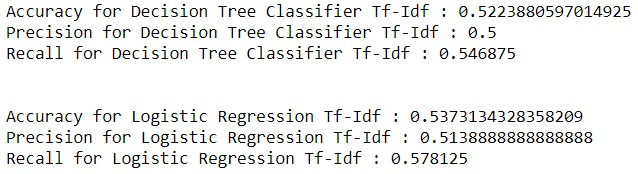 Accuracy for Decision Tree Classifier Tf-Idf : 0.5223880597014925
Precision for Decision Tree Classifier Tf-Idf : 0.5
Recall for Decision Tree Classifier Tf-Idf : 0.546875
Accuracy for Logistic Regression Tf-Idf : 0.5373134328358209
Precision for Logistic Regression Tf-Idf : 0.5138888888888888
Recall for Logistic Regression Tf-Idf : 0.578125